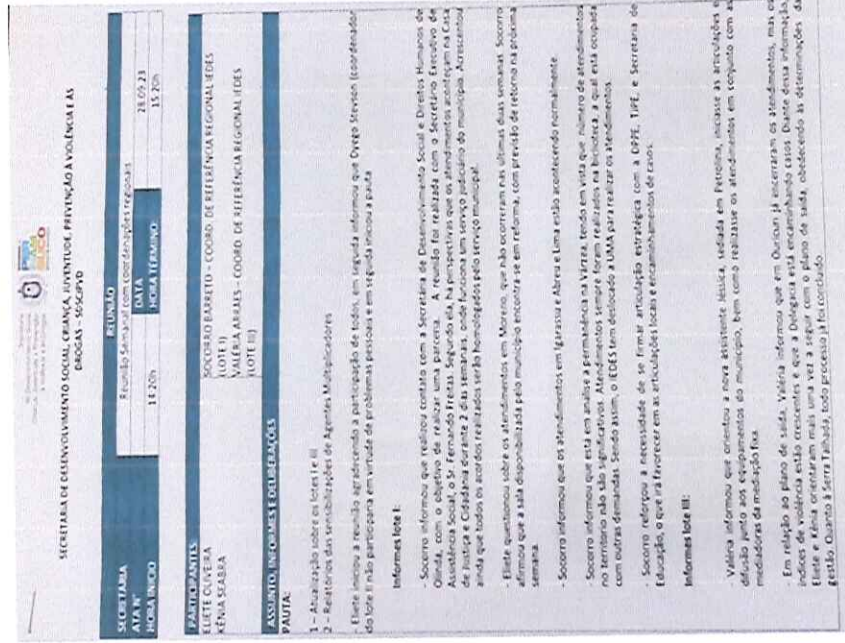 SECRETARIA DE DESENVOLVIMENTO SOCIAL, CRIANÇA, JUVENTUDE, PREVENÇÃO À VIOLÊNCIA E AS
DROGAS – SDSCJPVD
REUNIÃO
SECRETARIA Reunião Semanal com coordenações regionais
ATA Nº DATA 28.09.23
HORA INÍCIO 14:20h HORA TÉRMINO: 15:20h
PARTICIPANTES:
ELIETE OLIVEIRA SOCORRO BARRETO – COORD. DE REFERÊNCIA REGIONAL IEDES
KÊNIA SEABRA (LOTE I)
VALÉRIA ARRAES – COORD. DE REFERÊNCIA REGIONAL IEDES
(LOTE III)
ASSUNTO, INFORMES E DELIBERAÇÕES
PAUTA:
1 – Atualização sobre os lotes I e III
2 – Relatórios das sensibilizações de Agentes Multiplicadores
- Eliete iniciou a reunião agradecendo a participação de todos, em seguida informou que Dyego Stevson (coordenador
do lote II) não participaria em virtude de problemas pessoais e em seguida iniciou a pauta
Informes lote I:
- Socorro informou que realizou contato com a Secretária de Desenvolvimento Social e Direitos Humanos de
Olinda, com o objetivo de realizar uma parceria. A reunião foi realizada com o Secretário Executivo de
Assistência Social, o Sr. Fernando Freitas. Segundo ela, há perspectivas que os atendimentos aconteçam na Casa
de Justiça e Cidadania durante 2 dias semanais, onde funciona um serviço judiciário do município. Acrescentou
ainda que todos os acordos realizados serão homologados pelo serviço municipal.
- Eliete questionou sobre os atendimentos em Moreno, que não ocorreram nas últimas duas semanas. Socorro
afirmou que a sala disponibilizada pelo município encontra-se em reforma, com previsão de retorno na próxima
semana.
- Socorro informou que os atendimentos em Igarassu e Abreu e Lima estão acontecendo normalmente.
- Socorro informou que está em análise a permanência na Várzea, tendo em vista que, número de atendimentos
no território não são significativos. Atendimentos sempre foram realizados na biblioteca, a qual está ocupada
com outras demandas. Sendo assim, o IEDES tem deslocado a UMA para realizar os atendimentos.
- Socorro reforçou a necessidade de se firmar articulação estratégica com a DPPE, TJPE, e Secretaria de
Educação, o que irá favorecer em as articulações locais e encaminhamentos de casos.
Informes lote III:
- Valéria informou que orientou a nova assistente Jéssica, sediada em Petrolina, iniciasse as articulações e
difusão junto aos equipamentos do município, bem como realizasse os atendimentos em conjunto com as
mediadoras da mediação fixa.
- Em relação ao plano de saída, Valéria informou que em Ouricuri já encerraram os atendimentos, mas os
índices de violência estão crescentes e que a Delegacia está encaminhando casos. Diante dessa informação,
Eliete e Kênia orientaram mais uma vez a seguir com o plano de saída, obedecendo as determinações da
gestão. Quanto à Serra Talhada, todo processo já foi concluído